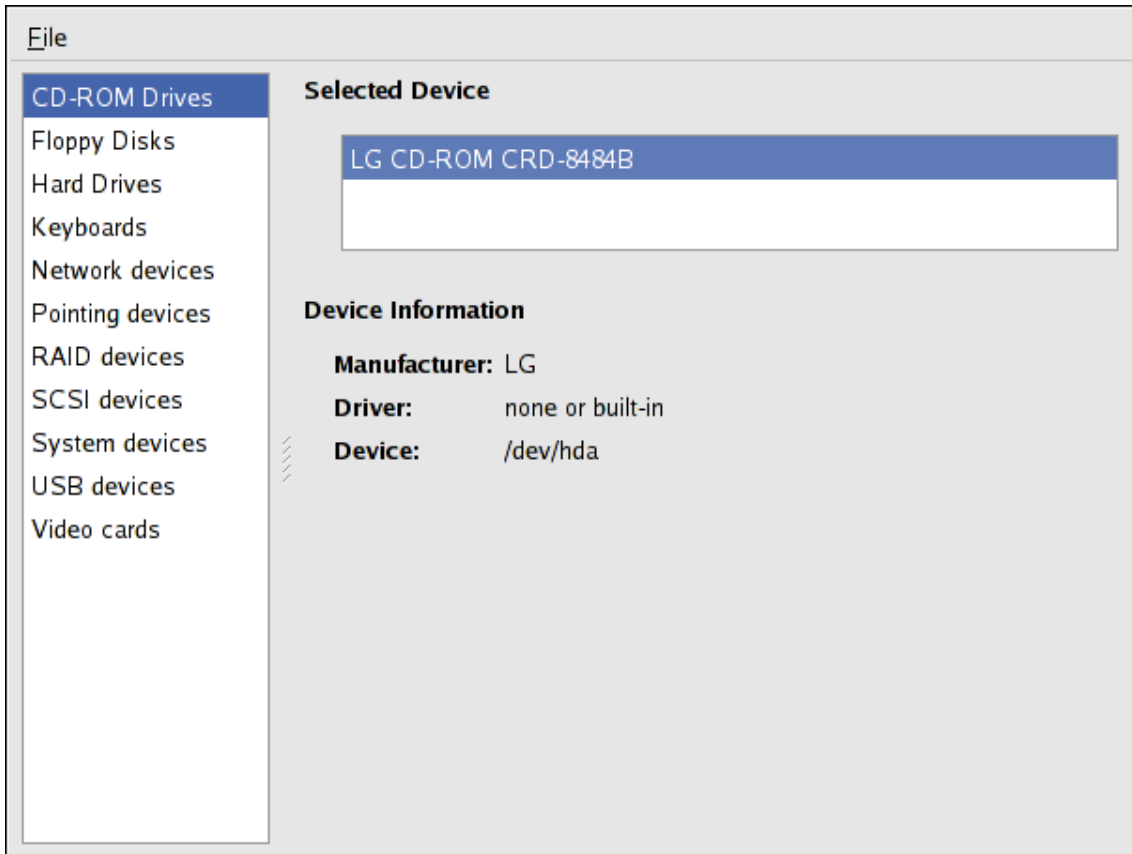 File
CD-ROM Drives
Floppy Disks
Hard Drives
Keyboards
Network devices
Pointing devices
RAID devices
SCSI devices
System devices
USB devices
Video cards
Selected Device
LG CD-ROM CRD-8484B
Device Information
Manufacturer: LG
Driver: none or built-in
Device: /dev/hda